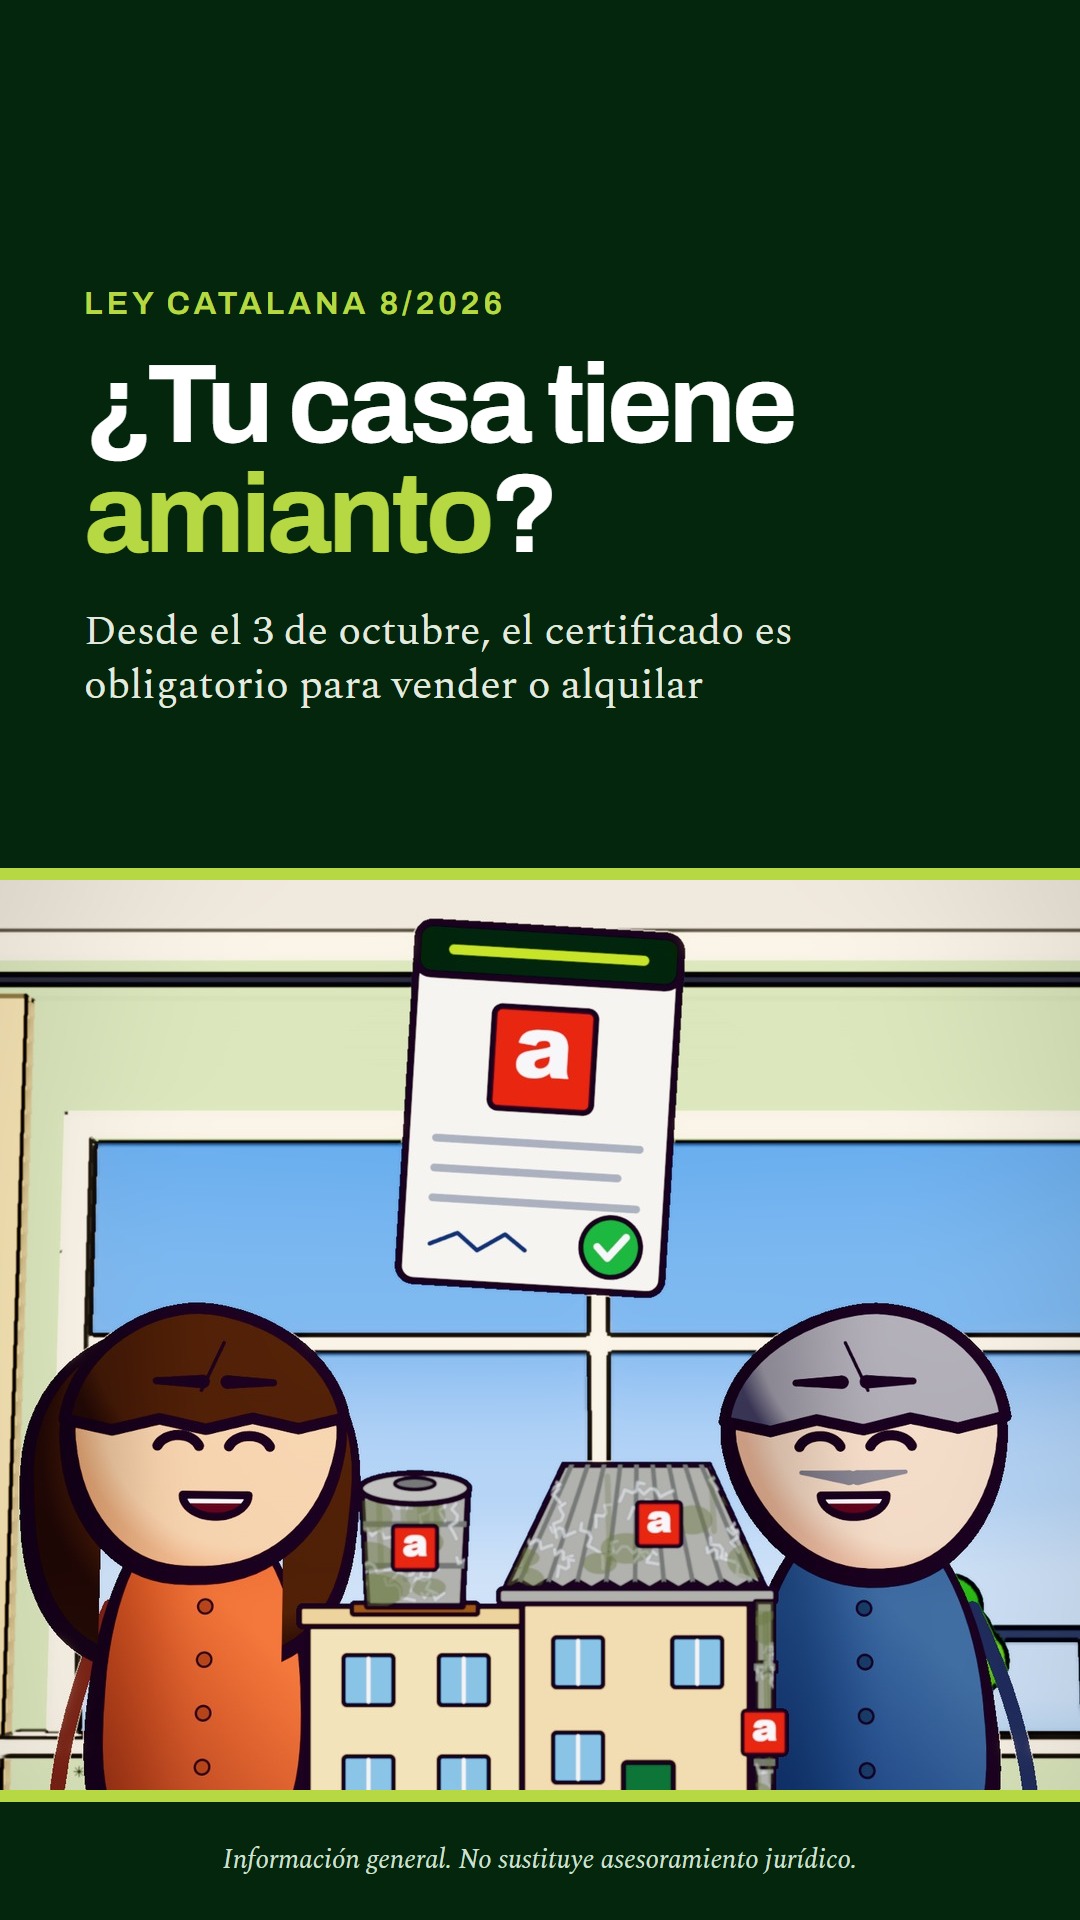 LEY CATALANA 8/2026
¿Tu casa tiene
amianto?
Desde el 3 de octubre, el certificado es
obligatorio para vender o alquilar
a
a
a
a
Información general. No sustituye asesoramiento jurídico.